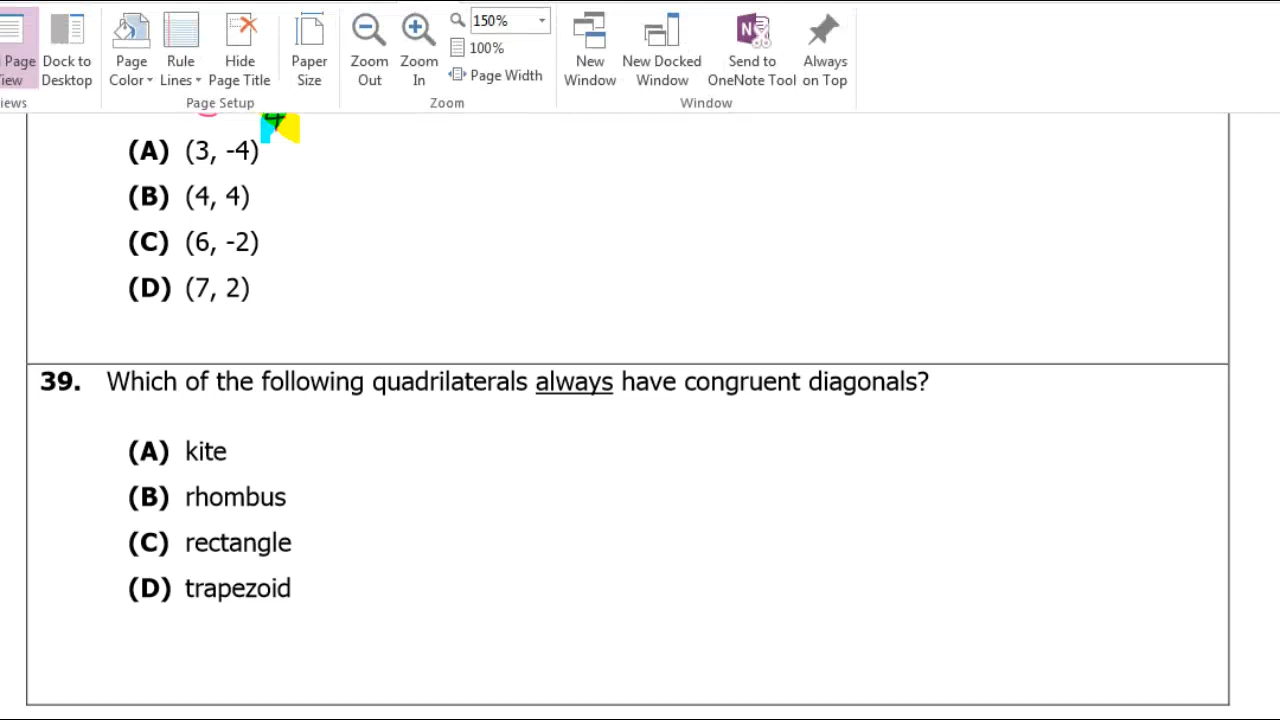 Page Dock to Page Rule Hide Paper Zoom Zoom 150% New New Docked Send to Always
View Desktop Color Lines Page Title Size Out In 100% Window Window OneNote Tool on Top
Page Width
Page Setup Zoom Window
(A) (3, -4)
(B) (4, 4)
(C) (6, -2)
(D) (7, 2)
39. Which of the following quadrilaterals always have congruent diagonals?
(A) kite
(B) rhombus
(C) rectangle
(D) trapezoid